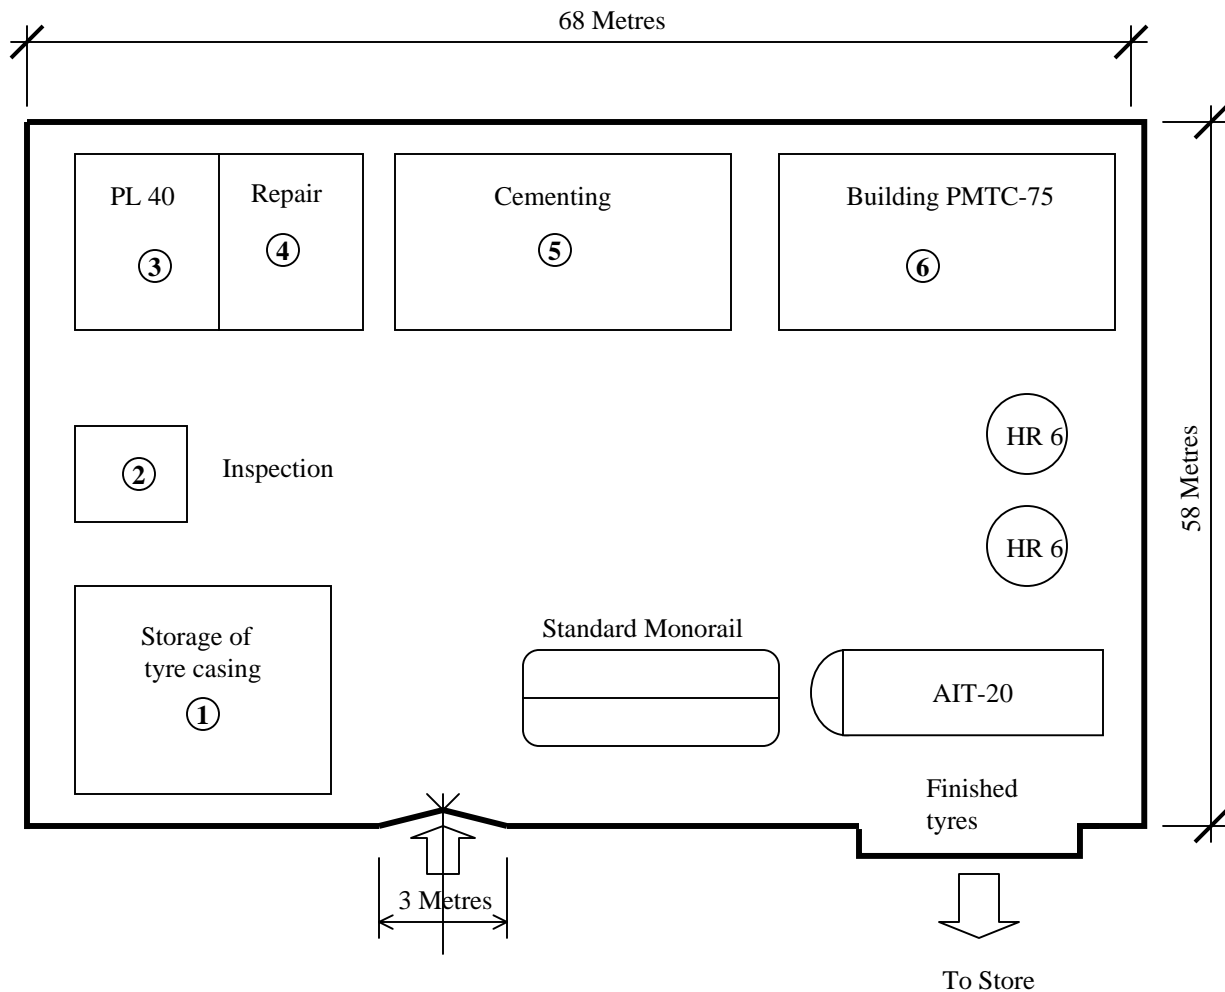 68 Metres
PL 40
Repair
Cementing
Building PMTC-75
3
4
5
6
HR 6
2
Inspection
58 Metres
HR 6
Storage of
tyre casing
1
Standard Monorail
AIT-20
Finished
tyres
3 Metres
To Store